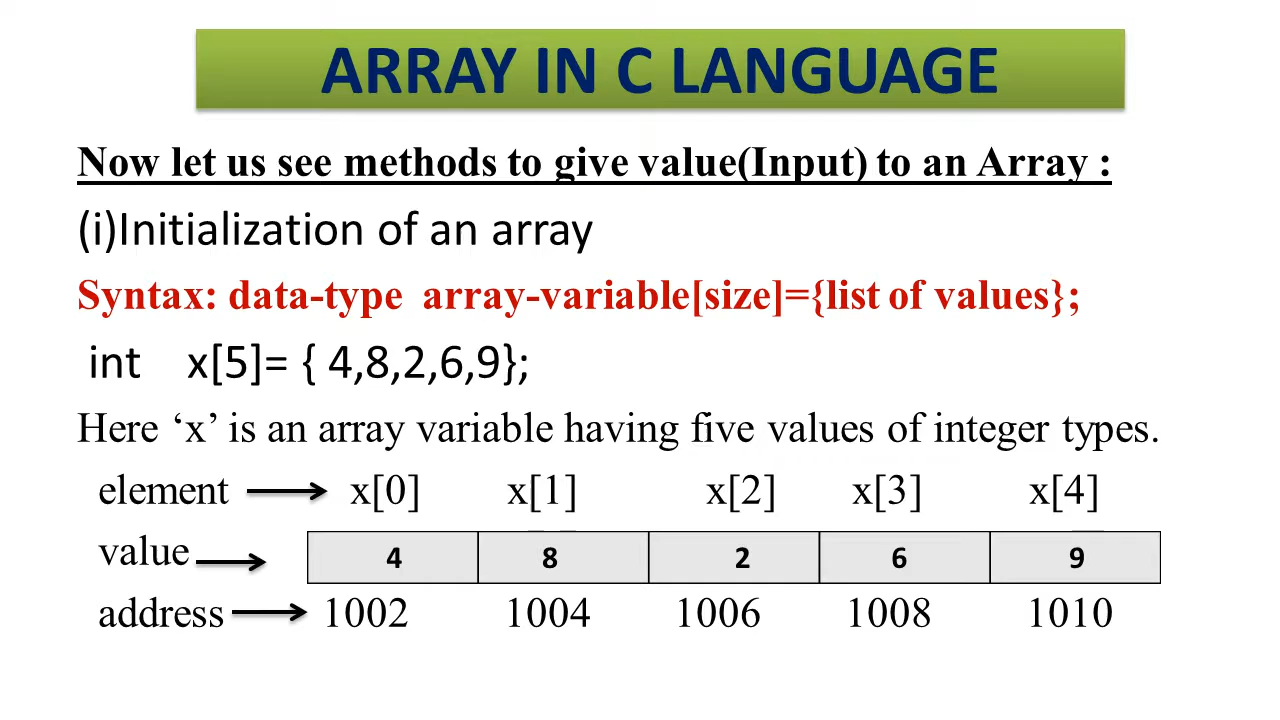 ARRAY IN C LANGUAGE
Now let us see methods to give value(Input) to an Array :
(i)Initialization of an array
Syntax: data-type array-variable[size]={list of values};
int x[5]= { 4,8,2,6,9};
Here ‘x’ is an array variable having five values of integer types.
element x[0] x[1] x[2] x[3] x[4]
value 4 8 2 6 9
address 1002 1004 1006 1008 1010